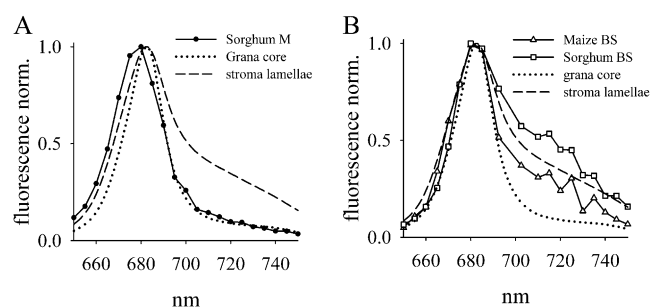 A
Sorghum M
Grana core
stroma lamellae
fluorescence norm.
1.0
0.5
0.0
660 680 700 720 740
nm
B
Maize BS
Sorghum BS
grana core
stroma lamellae
fluorescence norm.
1.0
0.5
0.0
660 680 700 720 740
nm